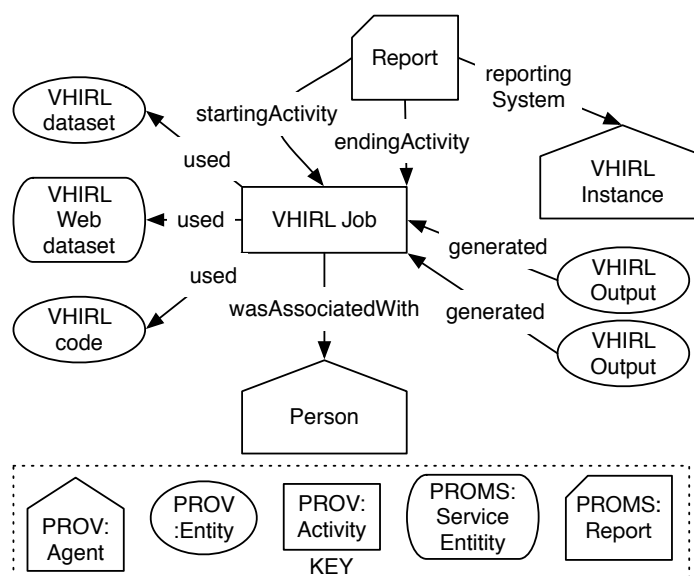 Report
reporting
System
VHIRL
dataset
startingActivity
endingActivity
used
VHIRL
Instance
VHIRL
Web
dataset
used
VHIRL Job
generated
VHIRL
Output
used
VHIRL
code
wasAssociatedWith
generated
VHIRL
Output
Person
PROV:
Agent
PROV
:Entity
PROV:
Activity
PROMS:
Service
Entitity
PROMS:
Report
KEY